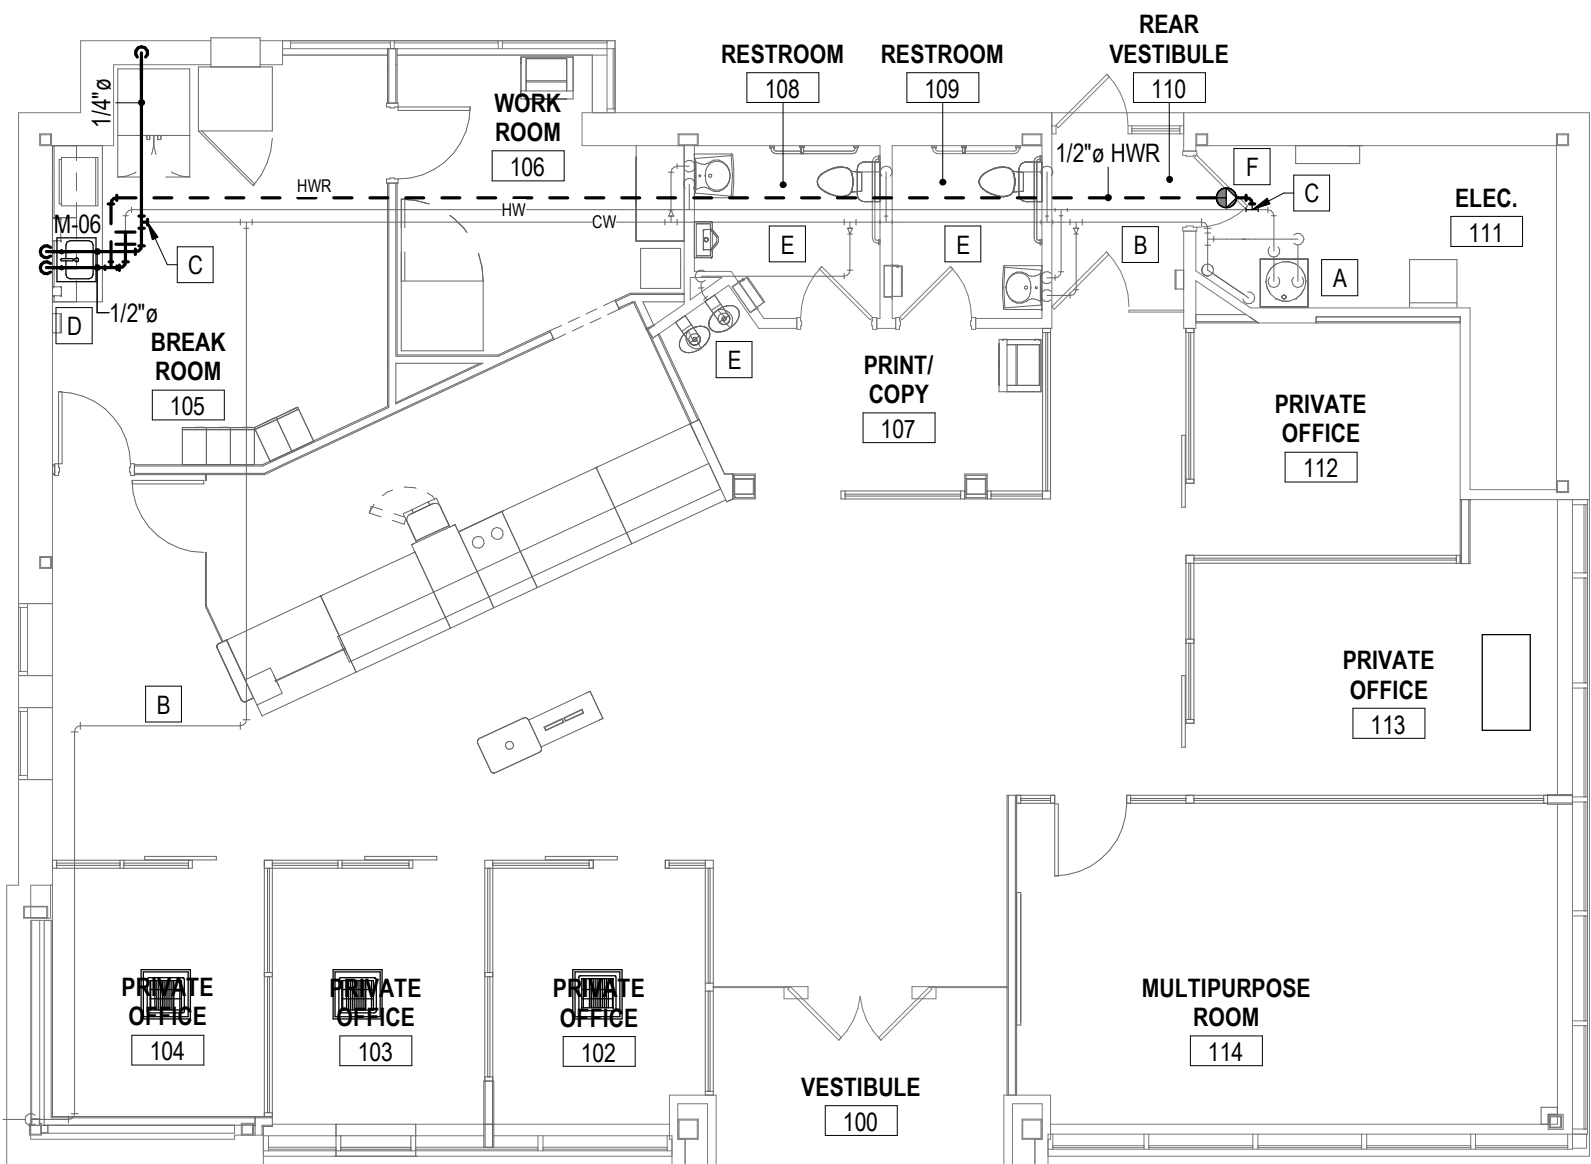 REAR
VESTIBULE
110
RESTROOM
108
RESTROOM
109
1/4"ø
WORK
ROOM
106
1/2"ø HWR
F
C
ELEC.
111
HWR
HW
CW
M-06
C
E
E
B
A
D
1/2"ø
BREAK
ROOM
105
E
PRINT/
COPY
107
PRIVATE
OFFICE
112
PRIVATE
OFFICE
113
B
PRIVATE
OFFICE
104
PRIVATE
OFFICE
103
PRIVATE
OFFICE
102
MULTIPURPOSE
ROOM
114
VESTIBULE
100